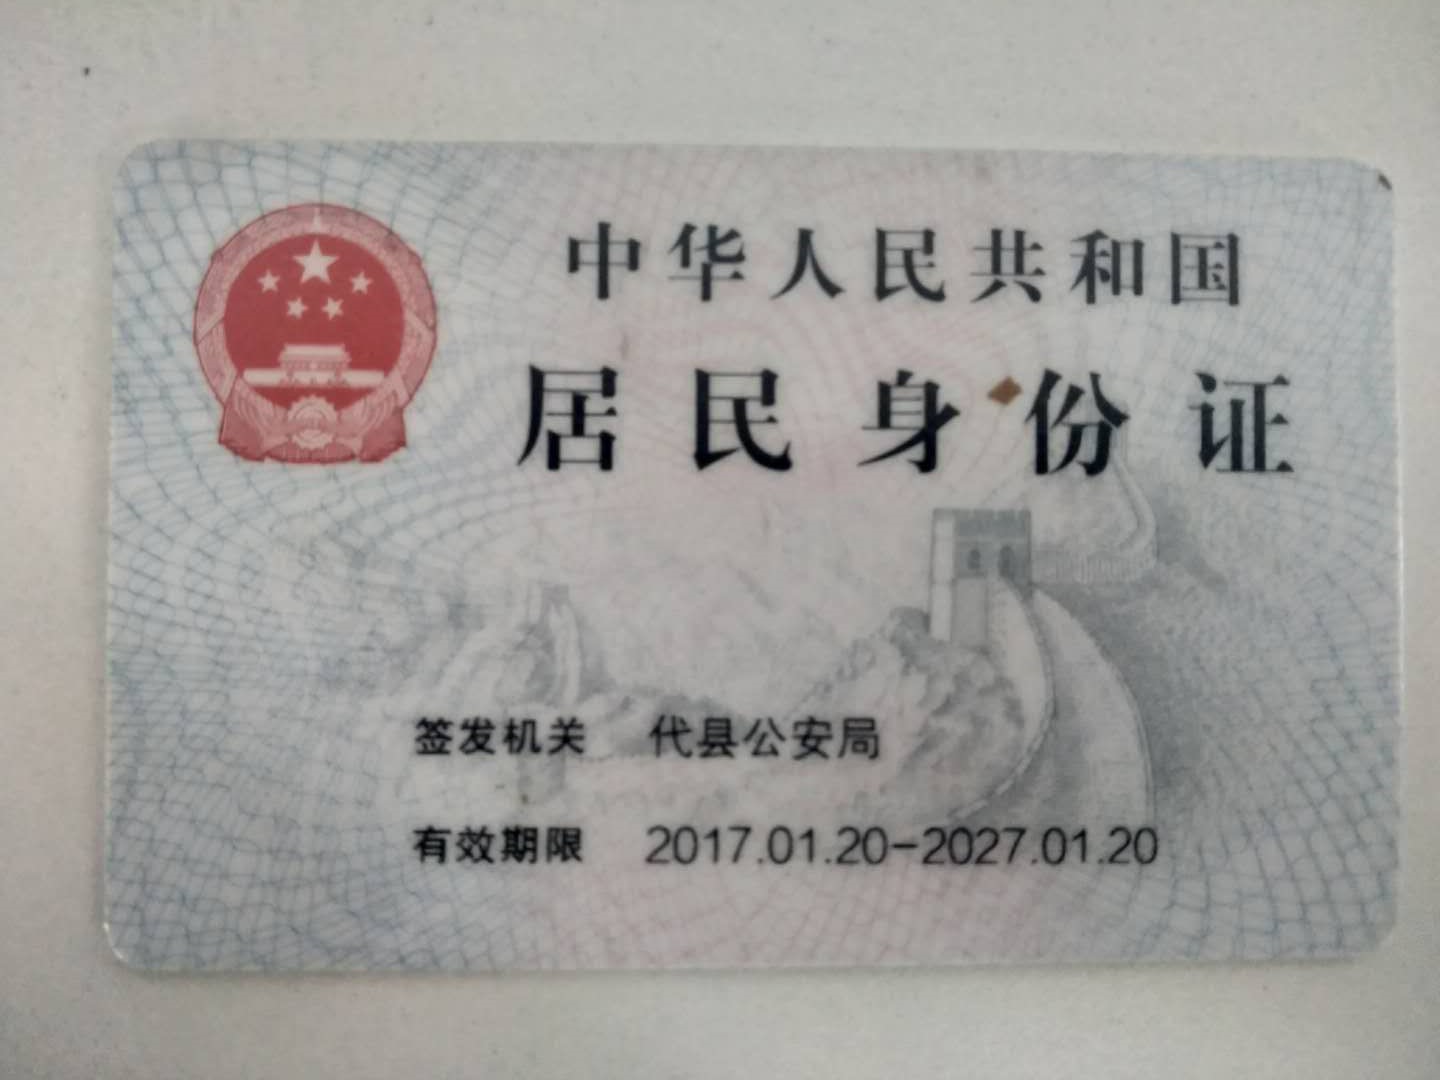 中华人民共和国
居民身份证
签发机关 代县公安局
有效期限 2017.01.20-2027.01.20